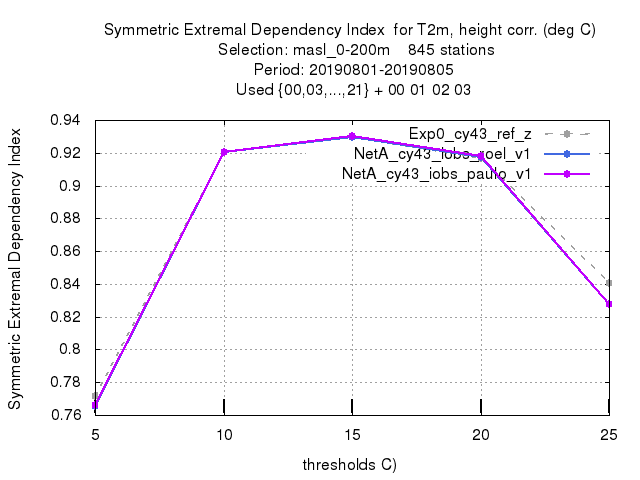 Symmetric Extremal Dependency Index  for T2m, height corr. (deg C)
Selection: masl_0-200m    845 stations
Period: 20190801-20190805
Used {00,03,...,21} + 00 01 02 03
Symmetric Extremal Dependency Index
0.94
0.92
0.9
0.88
0.86
0.84
0.82
0.8
0.78
0.76
Exp0_cy43_ref_z
NetA_cy43_iobs_roel_v1
NetA_cy43_iobs_paulo_v1
5 10 15 20 25
thresholds C)